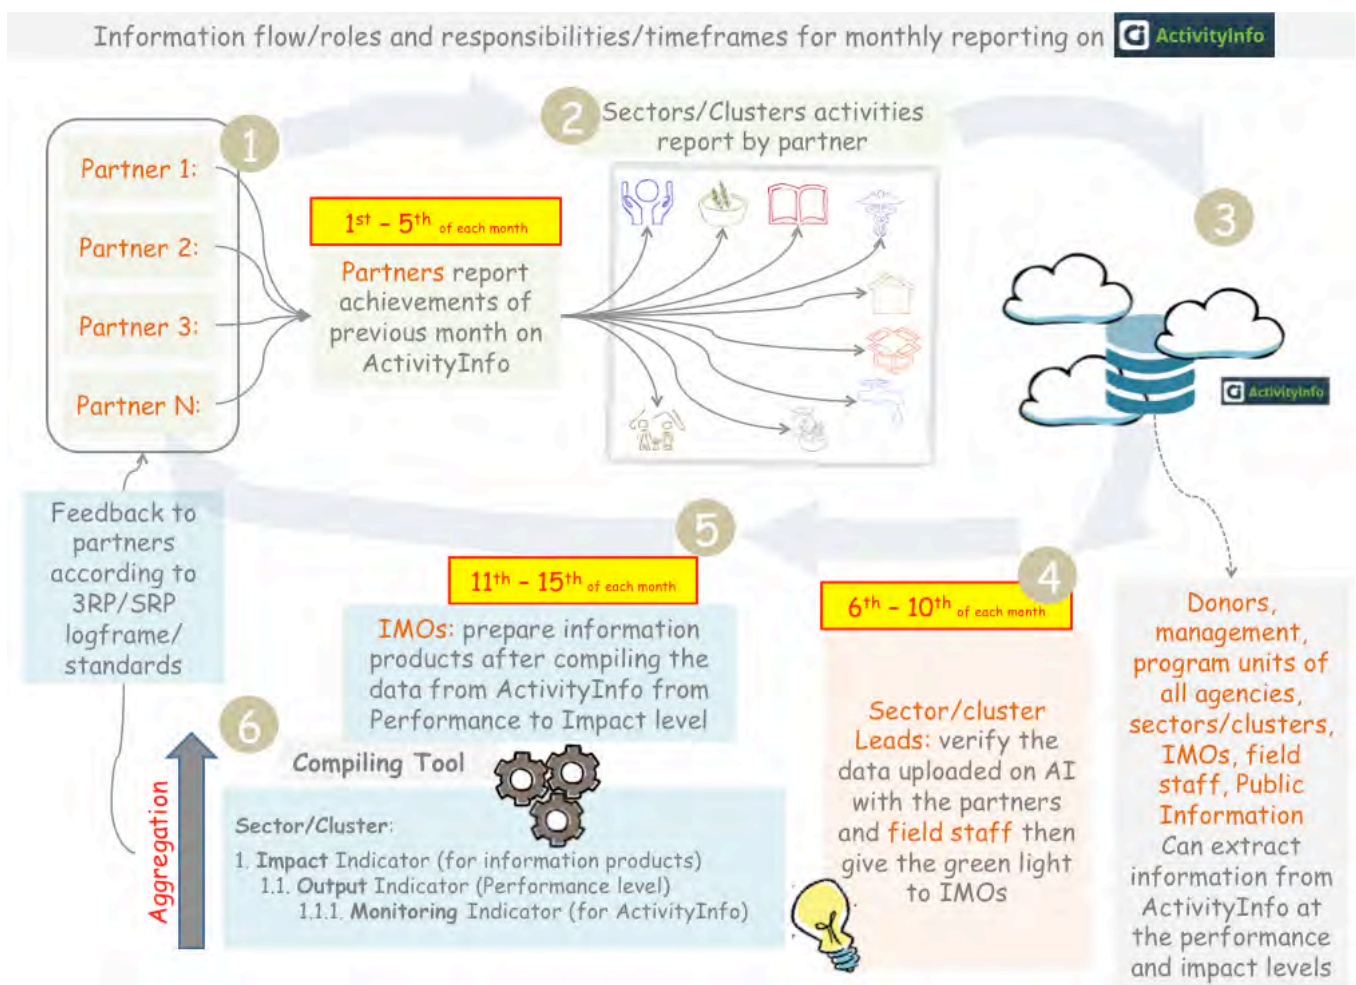 Information flow/roles and responsibilities/timeframes for monthly reporting on
ActivityInfo
1
Partner 1:
Partner 2:
Partner 3:
Partner N:
1st – 5th of each month
Partners report
achievements of
previous month on
ActivityInfo
2
Sectors/Clusters activities
report by partner
3
ActivityInfo
Donors,
management,
program units of
all agencies,
sectors/clusters,
IMOs, field
staff, Public
Information
Can extract
information from
ActivityInfo at
the performance
and impact levels
4
6th – 10th of each month
Sector/cluster
Leads: verify the
data uploaded on AI
with the partners
and field staff then
give the green light
to IMOs
5
11th – 15th of each month
IMOs: prepare information
products after compiling the
data from ActivityInfo from
Performance to Impact level
6
Compiling Tool
Sector/Cluster:
1. Impact Indicator (for information products)
1.1. Output Indicator (Performance level)
1.1.1. Monitoring Indicator (for ActivityInfo)
Aggregation
Feedback to
partners
according to
3RP/SRP
logframe/
standards